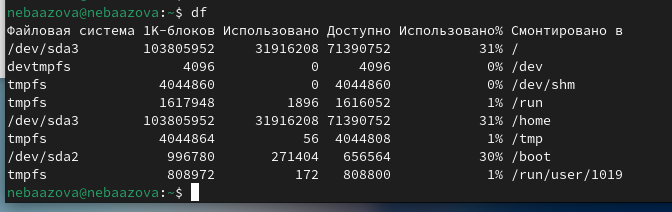 nebaazova@nebaazova:~$ df
Файловая система 1K-блоков Использовано Доступно Использовано% Смонтировано в
/dev/sda3 103805952 31916208 71390752 31% /
devtmpfs 4096 0 4096 0% /dev
tmpfs 4044860 0 4044860 0% /dev/shm
tmpfs 1617948 1896 1616052 1% /run
/dev/sda3 103805952 31916208 71390752 31% /home
tmpfs 4044864 56 4044808 1% /tmp
/dev/sda2 996780 271404 656564 30% /boot
tmpfs 808972 172 808800 1% /run/user/1019
nebaazova@nebaazova:~$